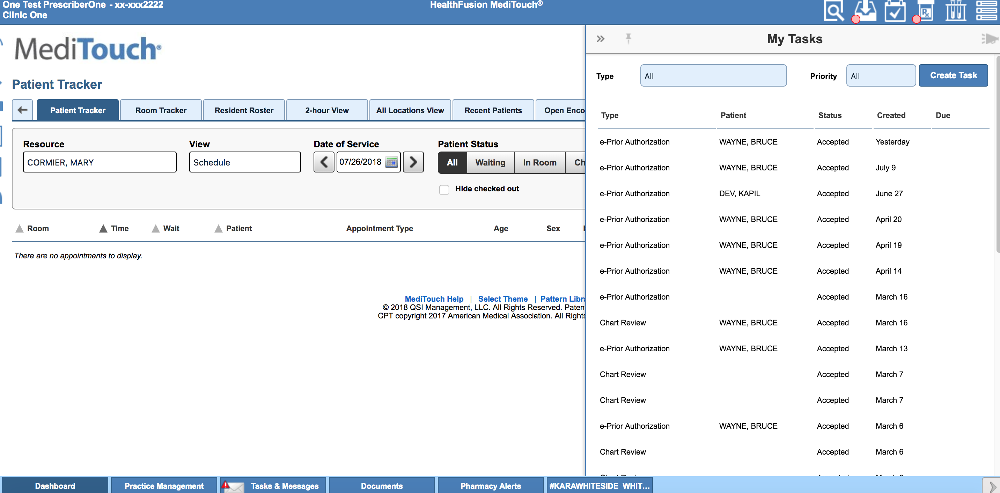 One Test PrescriberOne - xx-xxx2222
Clinic One
HealthFusion MediTouch®
MediTouch®
Patient Tracker
Patient Tracker
Room Tracker
Resident Roster
2-hour View
All Locations View
Recent Patients
Open Enco
Resource
View
Date of Service
Patient Status
CORMIER, MARY
Schedule
07/26/2018
All
Waiting
In Room
Ch
Hide checked out
Room
Time
Wait
Patient
Appointment Type
Age
Sex
There are no appointments to display.
MediTouch Help | Select Theme | Pattern Libra
© 2018 QSI Management, LLC. All Rights Reserved. Paten
CPT copyright 2017 American Medical Association. All Rights
My Tasks
Type
All
Priority
All
Create Task
Type Patient Status Created Due
e-Prior Authorization WAYNE, BRUCE Accepted Yesterday
e-Prior Authorization WAYNE, BRUCE Accepted July 9
e-Prior Authorization DEV, KAPIL Accepted June 27
e-Prior Authorization WAYNE, BRUCE Accepted April 20
e-Prior Authorization WAYNE, BRUCE Accepted April 19
e-Prior Authorization WAYNE, BRUCE Accepted April 14
e-Prior Authorization Accepted March 16
Chart Review WAYNE, BRUCE Accepted March 16
e-Prior Authorization WAYNE, BRUCE Accepted March 13
Chart Review Accepted March 7
Chart Review Accepted March 7
e-Prior Authorization WAYNE, BRUCE Accepted March 6
Chart Review Accepted March 6
Dashboard
Practice Management
Tasks & Messages
Documents
Pharmacy Alerts
#KARAWHITESIDE WHIT...